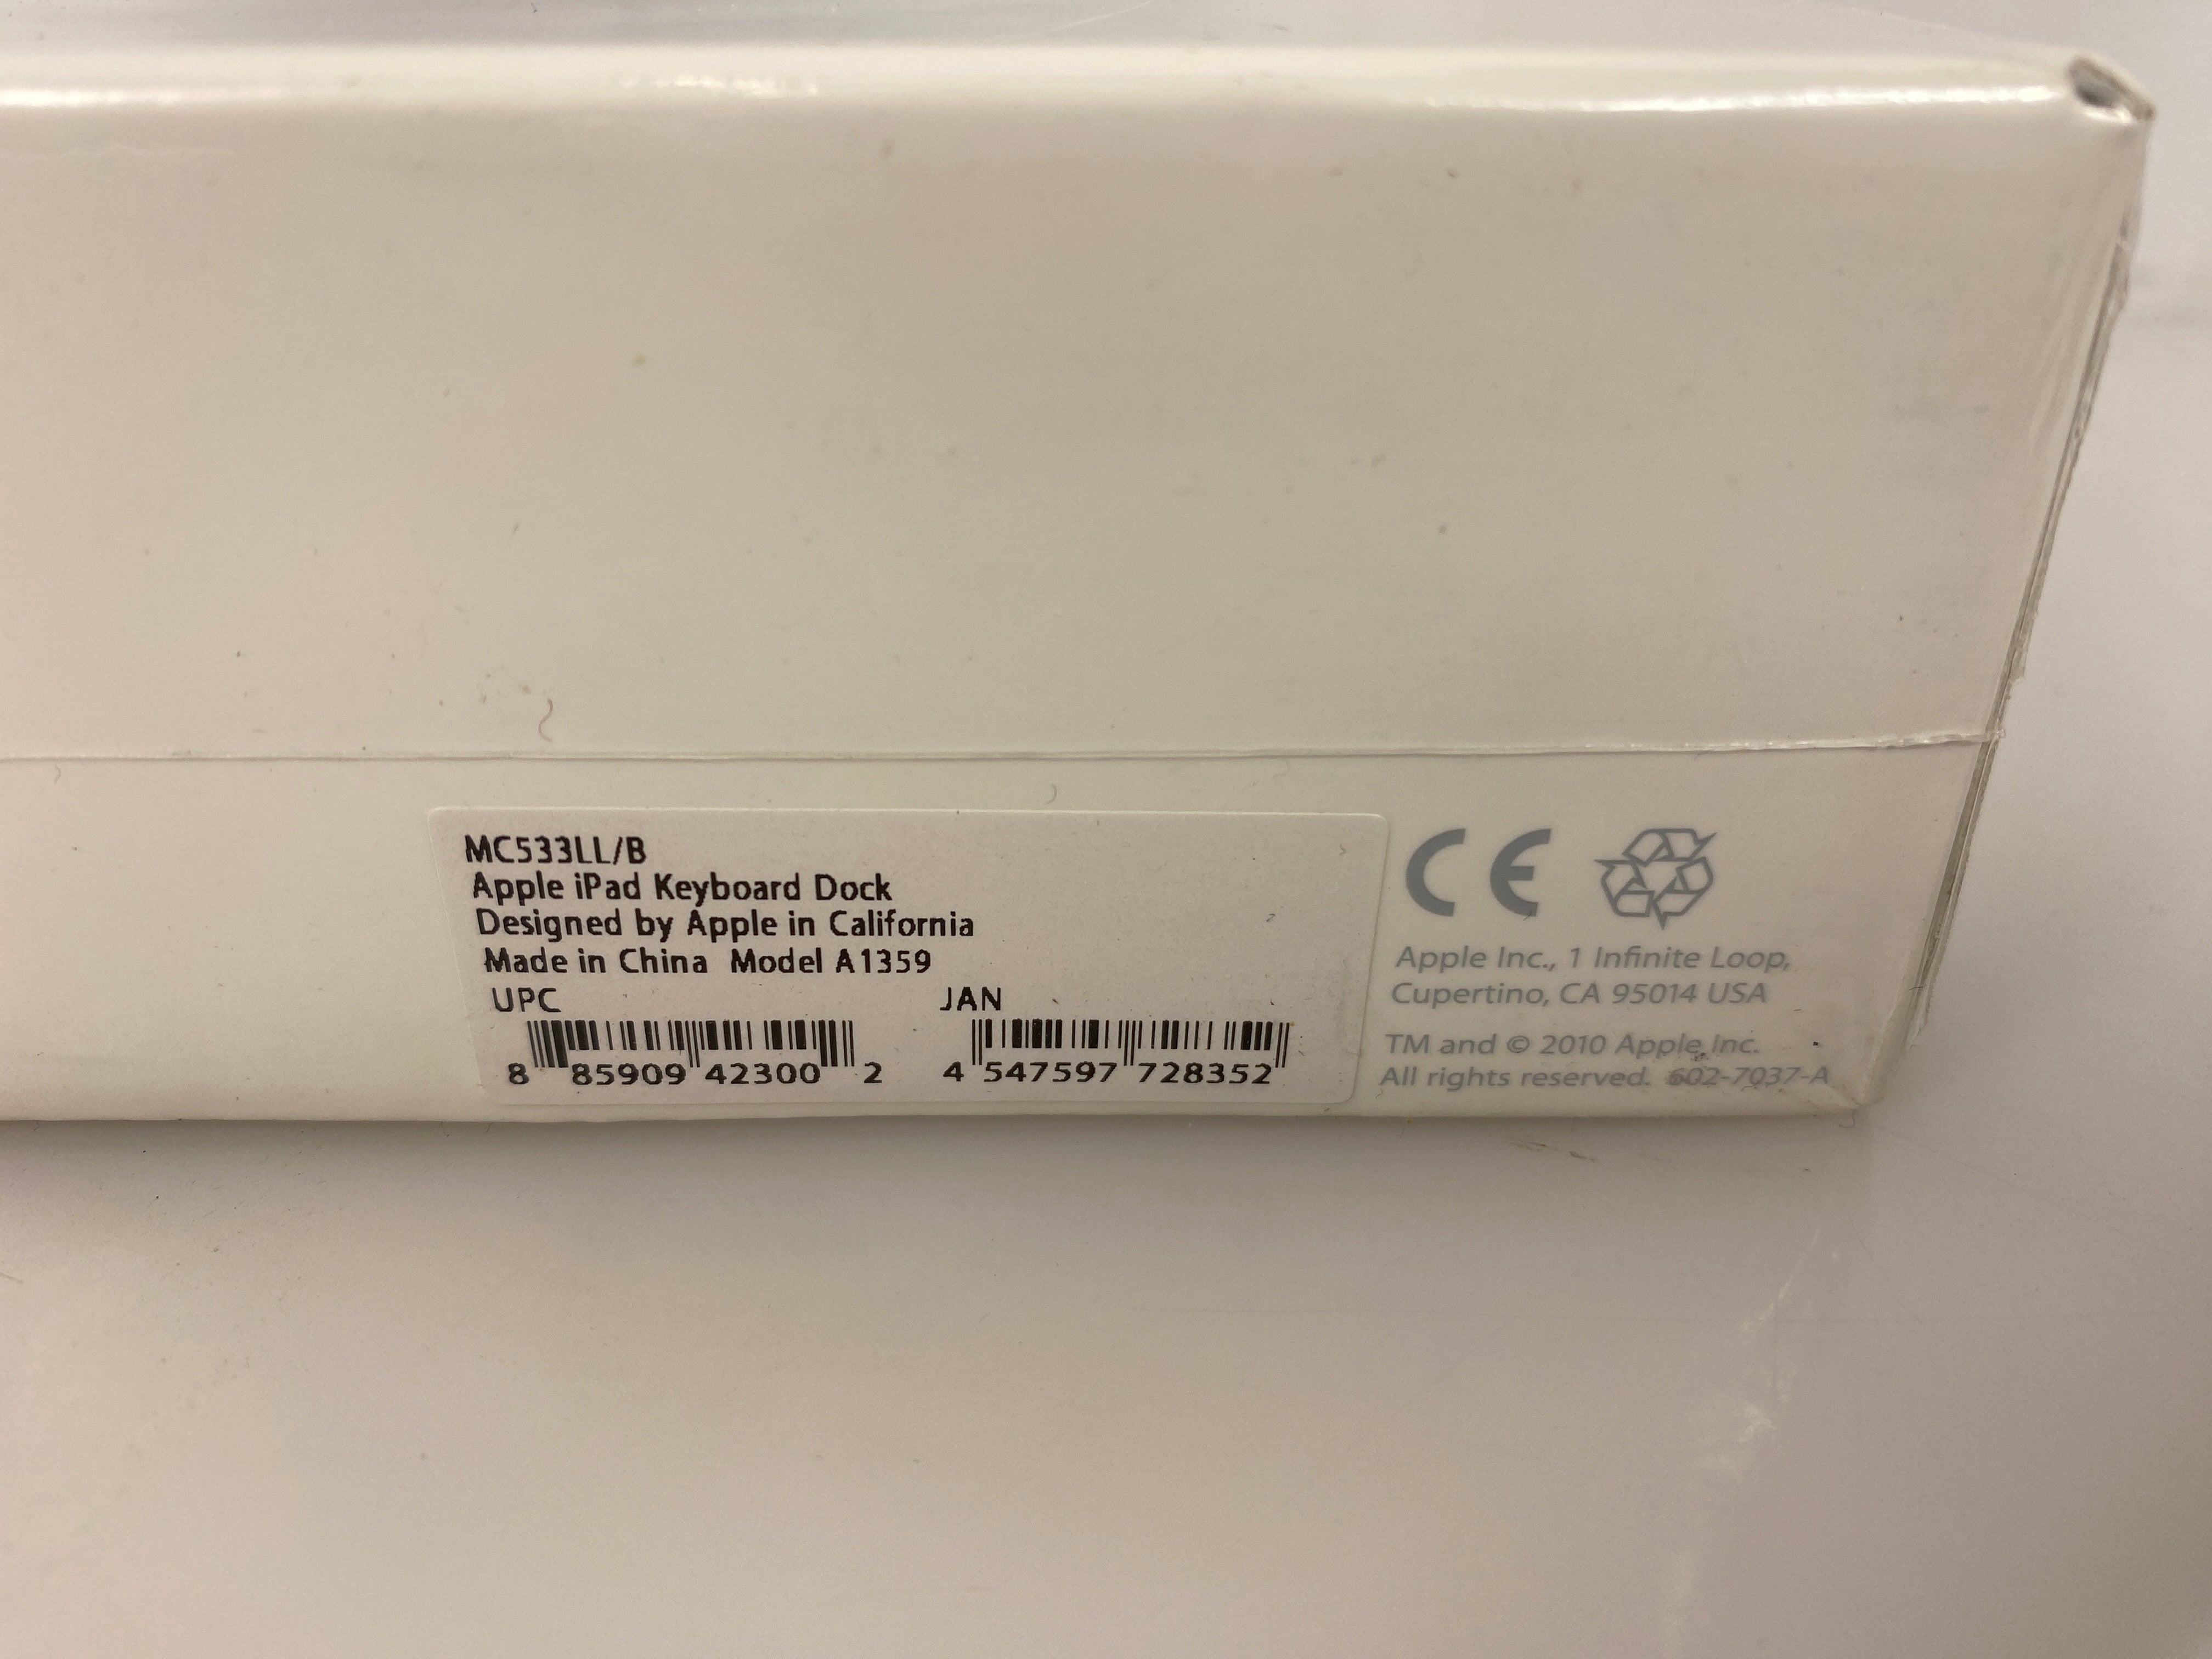 MC533LL/B
Apple iPad Keyboard Dock
Designed by Apple in California
Made in China Model A1359
UPC
8 85909 42300 2
JAN
4 547597 728352
CE
Apple Inc., 1 Infinite Loop,
Cupertino, CA 95014 USA
TM and © 2010 Apple Inc.
All rights reserved. 602-7037-A